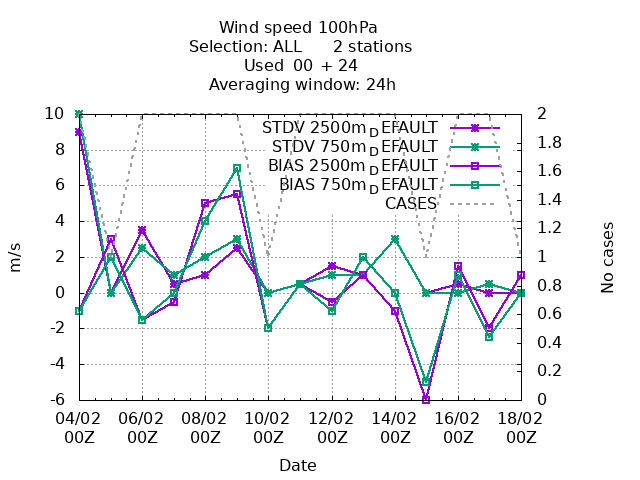 Wind speed 100hPa
Selection: ALL 2 stations
Used 00 + 24
Averaging window: 24h
STDV 2500m_DEFAULT
STDV 750m_DEFAULT
BIAS 2500m_DEFAULT
BIAS 750m_DEFAULT
CASES
m/s
10
8
6
4
2
0
-2
-4
-6
2
1.8
1.6
1.4
1.2
1
0.8
0.6
0.4
0.2
0
No cases
04/02 06/02 08/02 10/02 12/02 14/02 16/02 18/02
00Z 00Z 00Z 00Z 00Z 00Z 00Z 00Z
Date